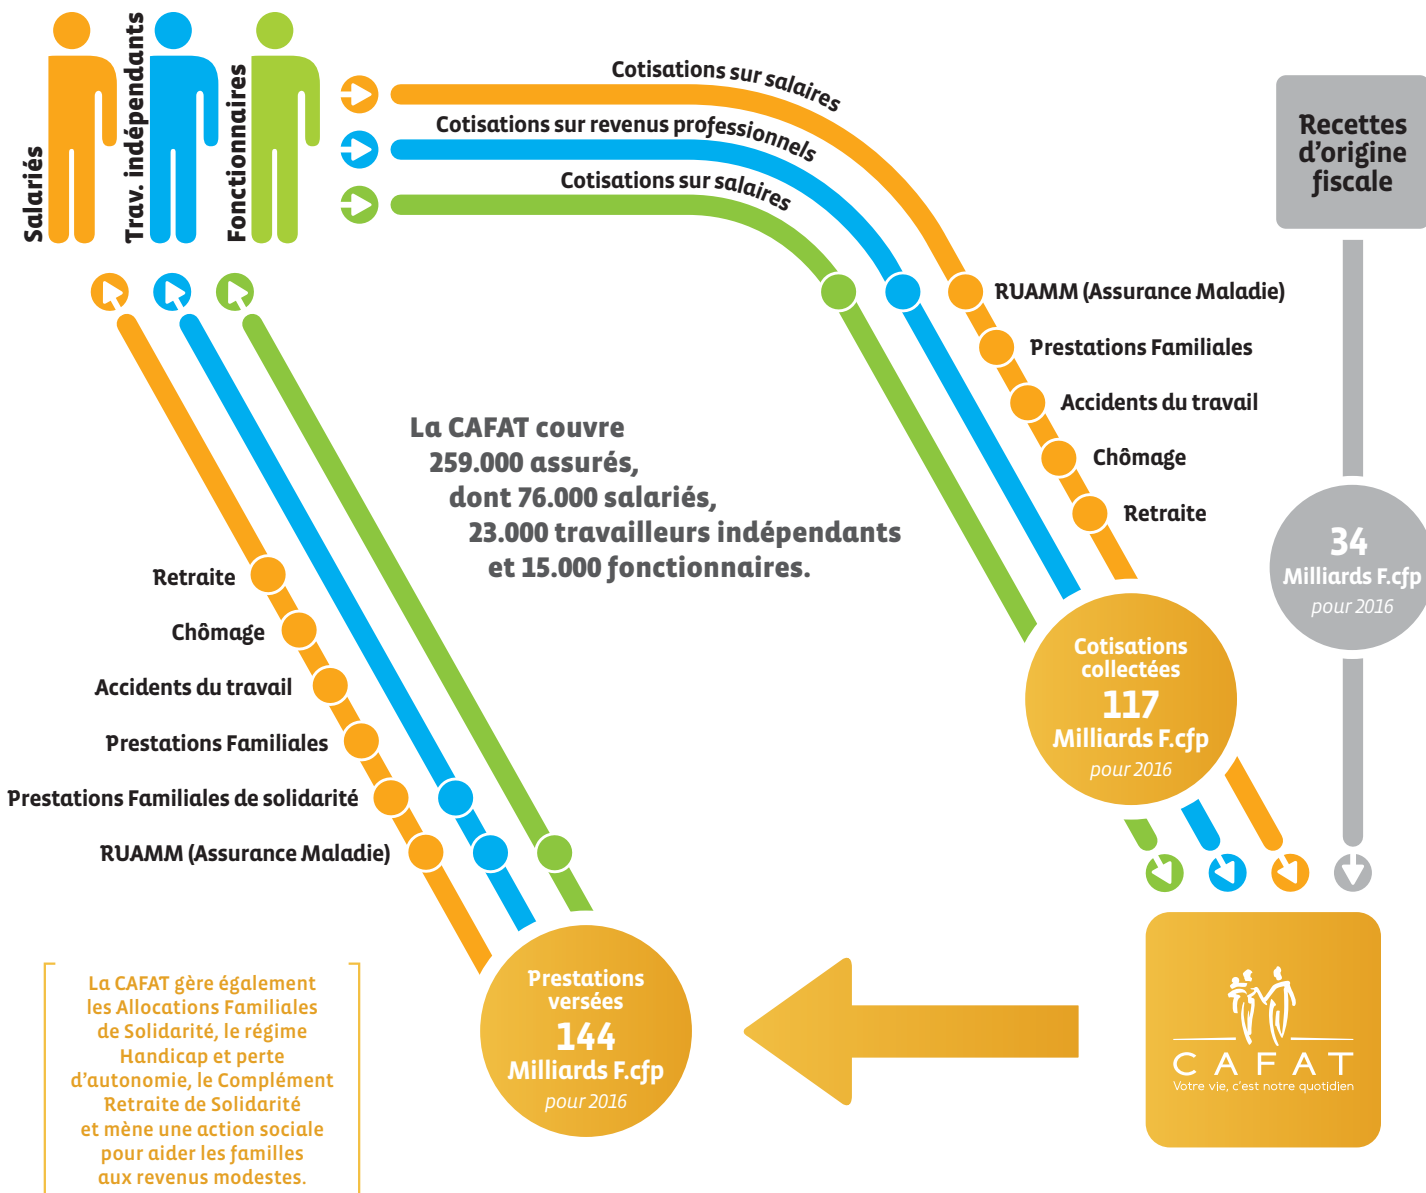 Salariés
Trav. indépendants
Fonctionnaires
Cotisations sur salaires
Cotisations sur revenus professionnels
Cotisations sur salaires
Recettes
d'origine
fiscale
RUAMM (Assurance Maladie)
Prestations Familiales
Accidents du travail
Chômage
Retraite
34
Milliards F.cfp
pour 2016
La CAFAT couvre
259.000 assurés,
dont 76.000 salariés,
23.000 travailleurs indépendants
et 15.000 fonctionnaires.
Retraite
Chômage
Accidents du travail
Prestations Familiales
Prestations Familiales de solidarité
RUAMM (Assurance Maladie)
Cotisations
collectées
117
Milliards F.cfp
pour 2016
La CAFAT gère également
les Allocations Familiales
de Solidarité, le régime
Handicap et perte
d'autonomie, le Complément
Retraite de Solidarité
et mène une action sociale
pour aider les familles
aux revenus modestes.
Prestations
versées
144
Milliards F.cfp
pour 2016
CAFAT
Votre vie, c'est notre quotidien